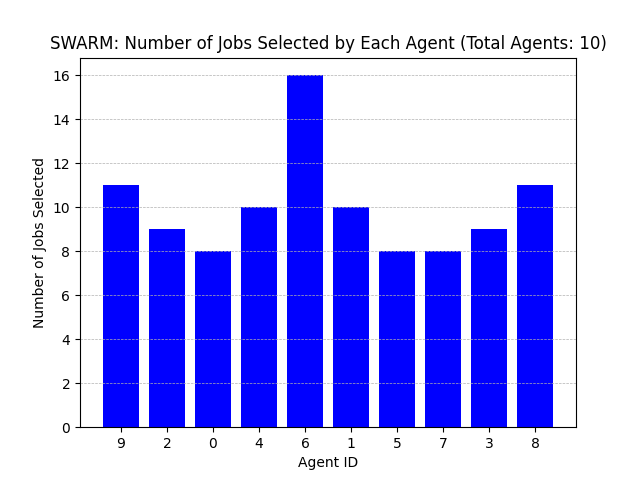 SWARM: Number of Jobs Selected by Each Agent (Total Agents: 10)
16
14
12
10
8
6
4
2
0
Number of Jobs Selected
9 2 0 4 6 1 5 7 3 8
Agent ID